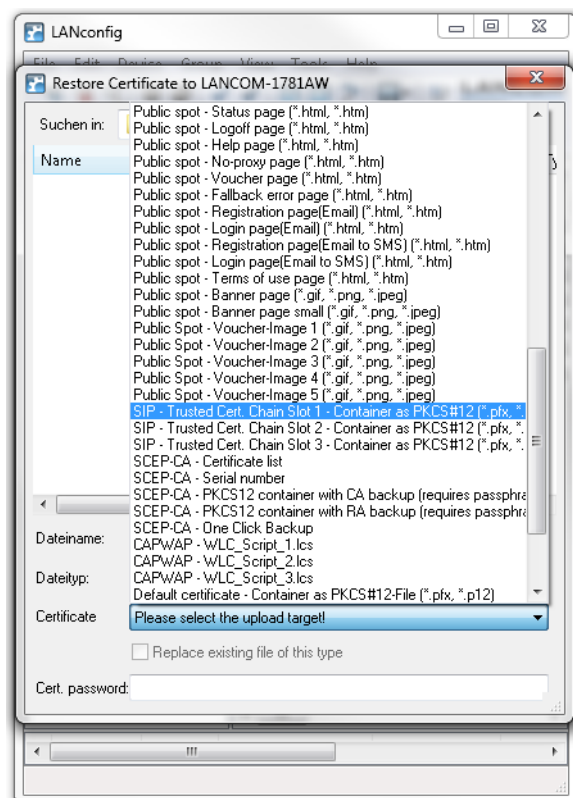 LANconfig
File Edit Device Group View Tools Help
Restore Certificate to LANCOM-1781AW
Suchen in:
Name
Public spot - Status page (*.html, *.htm)
Public spot - Logoff page (*.html, *.htm)
Public spot - Help page (*.html, *.htm)
Public spot - No-proxy page (*.html, *.htm)
Public spot - Voucher page (*.html, *.htm)
Public spot - Fallback error page (*.html, *.htm)
Public spot - Registration page(Email) (*.html, *.htm)
Public spot - Login page(Email) (*.html, *.htm)
Public spot - Registration page(Email to SMS) (*.html, *.htm)
Public spot - Login page(Email to SMS) (*.html, *.htm)
Public spot - Terms of use page (*.html, *.htm)
Public spot - Banner page (*.gif, *.png, *.jpeg)
Public spot - Banner page small (*.gif, *.png, *.jpeg)
Public Spot - Voucher-Image 1 (*.gif, *.png, *.jpeg)
Public Spot - Voucher-Image 2 (*.gif, *.png, *.jpeg)
Public Spot - Voucher-Image 3 (*.gif, *.png, *.jpeg)
Public Spot - Voucher-Image 4 (*.gif, *.png, *.jpeg)
Public Spot - Voucher-Image 5 (*.gif, *.png, *.jpeg)
SIP - Trusted Cert. Chain Slot 1 - Container as PKCS#12 (*.pfx, *.
SIP - Trusted Cert. Chain Slot 2 - Container as PKCS#12 (*.pfx, *.
SIP - Trusted Cert. Chain Slot 3 - Container as PKCS#12 (*.pfx, *.
SCEP-CA - Certificate list
SCEP-CA - Serial number
SCEP-CA - PKCS12 container with CA backup (requires passphra
SCEP-CA - PKCS12 container with RA backup (requires passphra
SCEP-CA - One Click Backup
CAPWAP - WLC_Script_1.lcs
CAPWAP - WLC_Script_2.lcs
CAPWAP - WLC_Script_3.lcs
Default certificate - Container as PKCS#12-File (*.pfx, *.p12)
Dateiname:
Dateityp:
Certificate
Please select the upload target!
Replace existing file of this type
Cert. password: